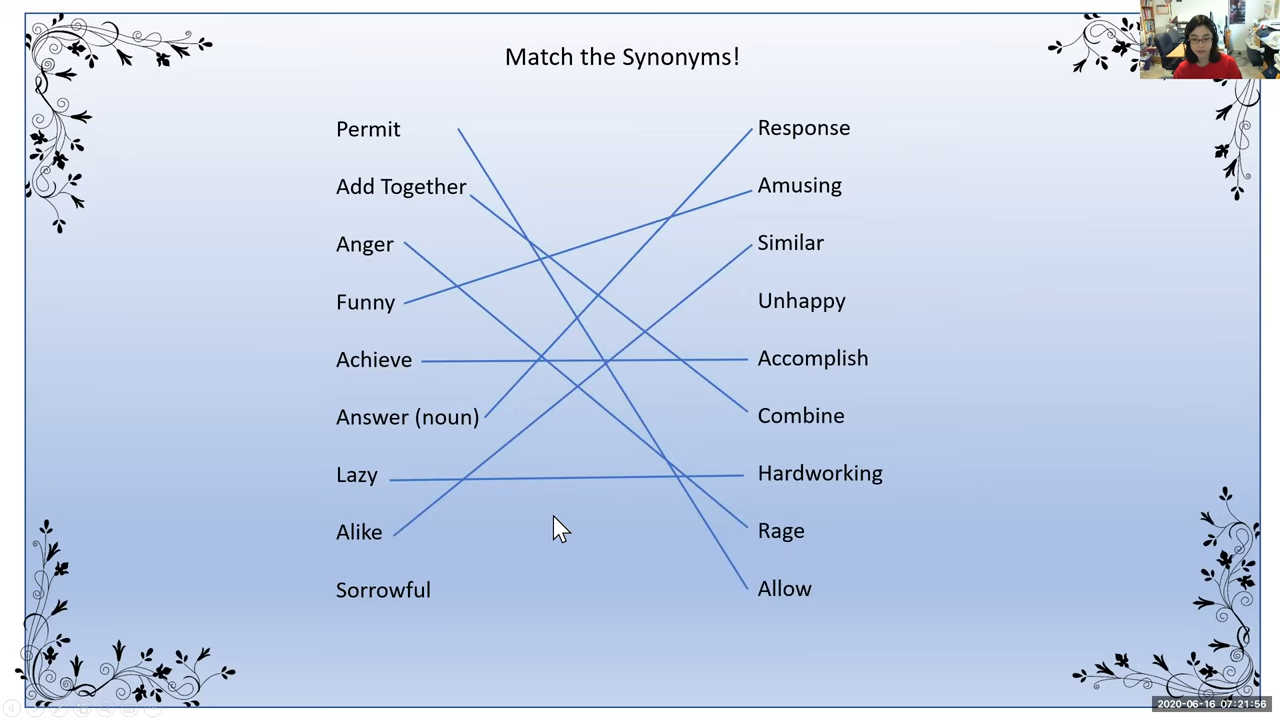 Match the Synonyms!
Permit
Response
Add Together
Amusing
Anger
Similar
Funny
Unhappy
Achieve
Accomplish
Answer (noun)
Combine
Lazy
Hardworking
Alike
Rage
Sorrowful
Allow
2020-06-16 07:21:56